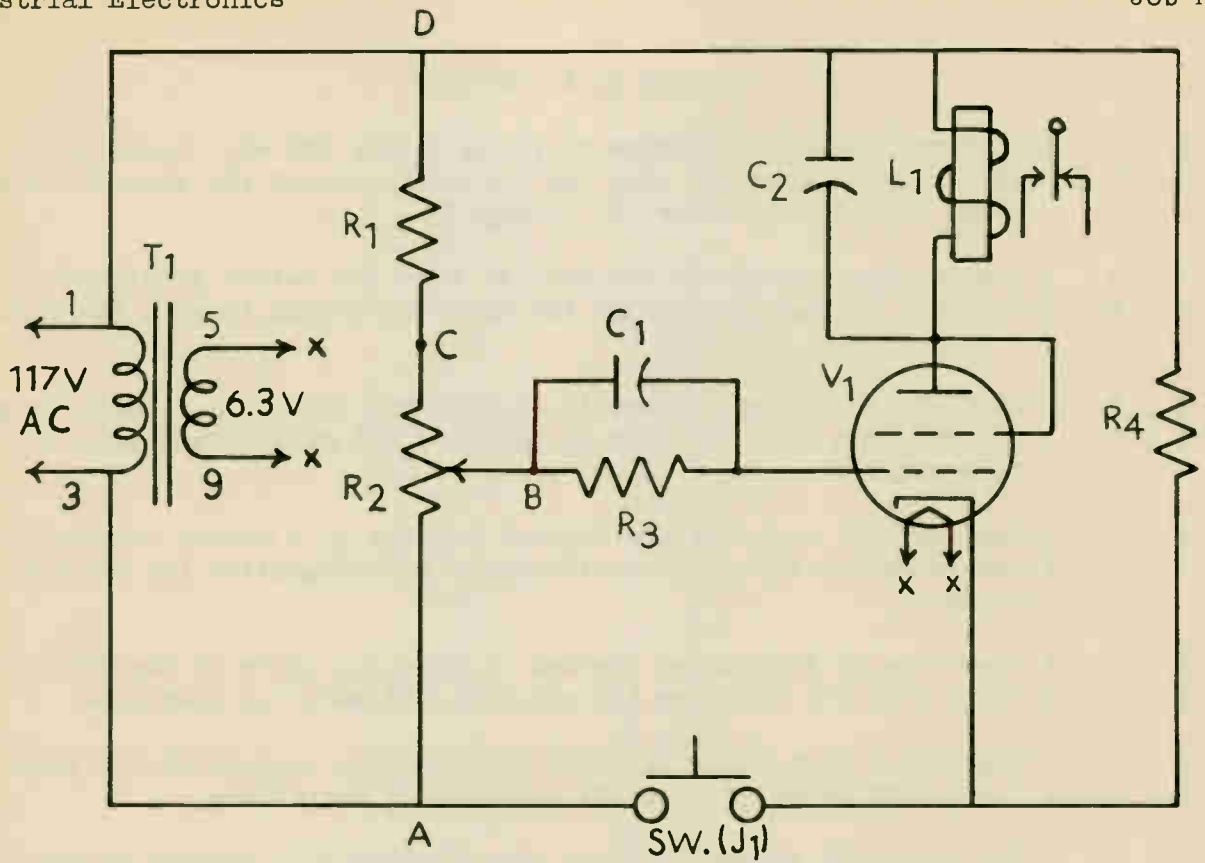 strial Electronics
D
C2
L1
R1
T1
1
5
x
C
C1
V1
117V
AC
6.3V
R4
3
9
x
R2
B
R3
x x
A
SW.(J1)